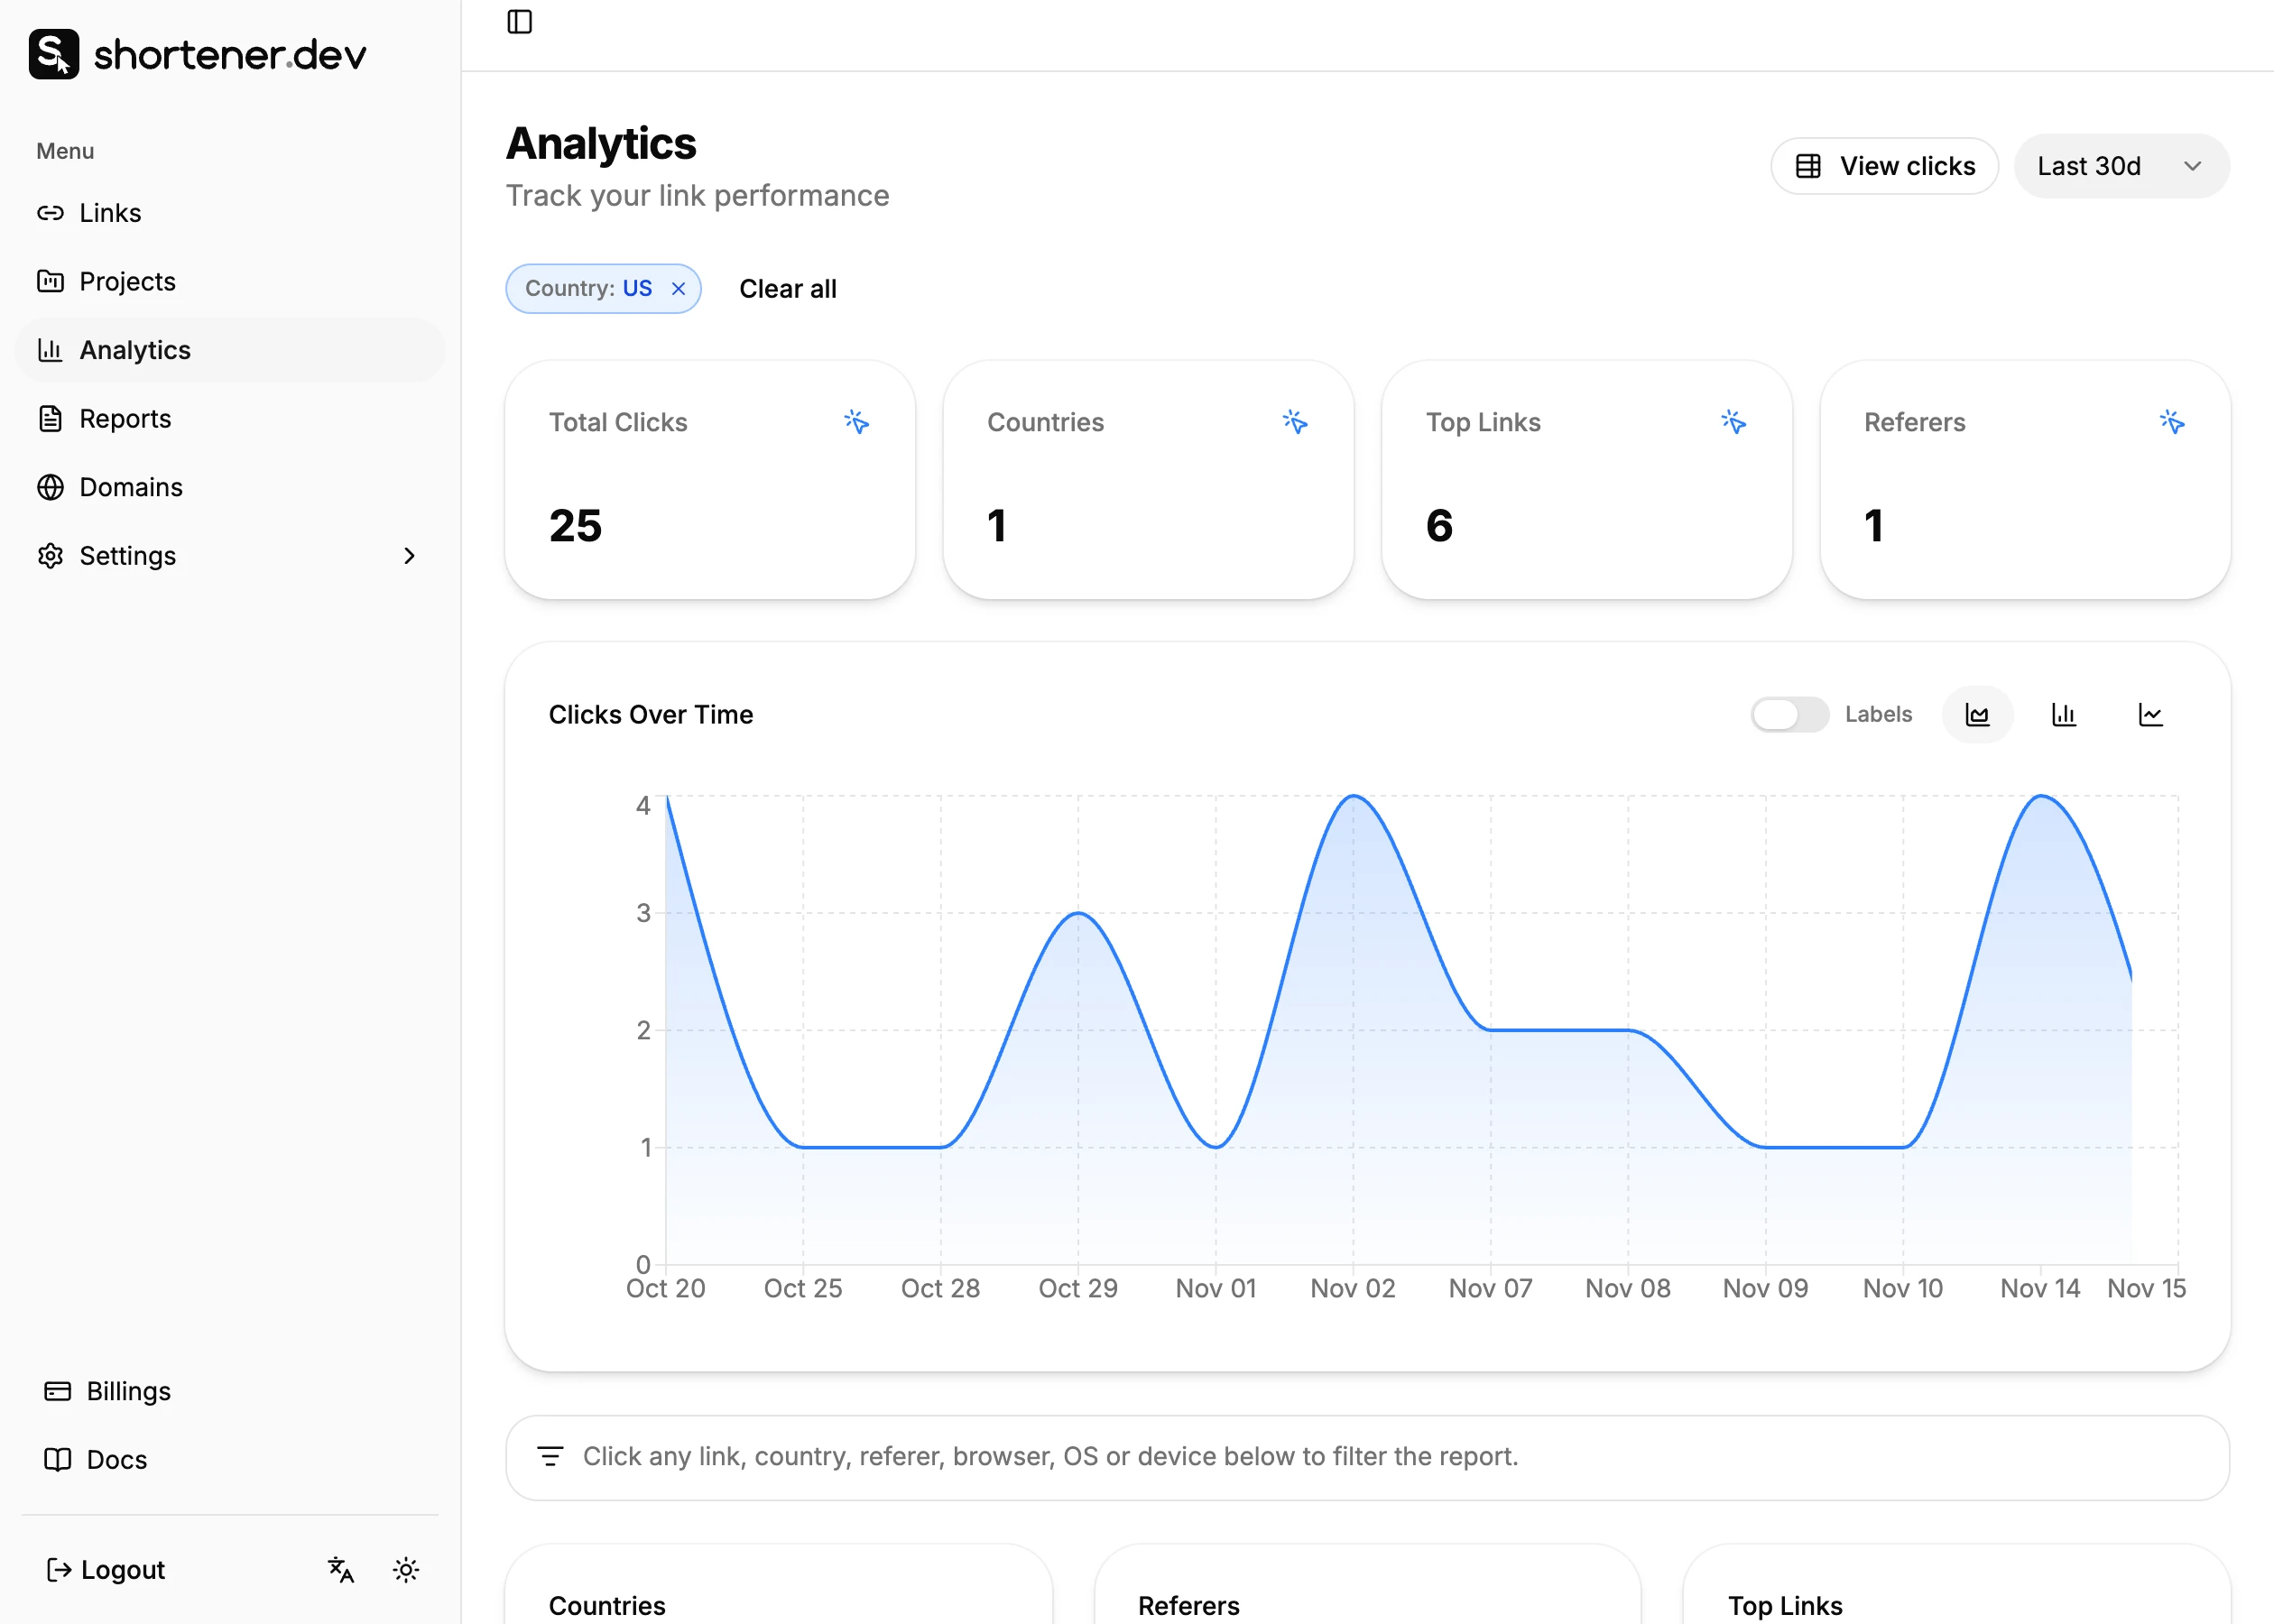 shortener.dev
Menu
Links
Projects
Analytics
Reports
Domains
Settings
Billings
Docs
Logout
Analytics
Track your link performance
View clicks
Last 30d
Country: US
Clear all
Total Clicks
25
Countries
1
Top Links
6
Referers
1
Clicks Over Time
Labels
4
3
2
1
0
Oct 20 Oct 25 Oct 28 Oct 29 Nov 01 Nov 02 Nov 07 Nov 08 Nov 09 Nov 10 Nov 14 Nov 15
Click any link, country, referer, browser, OS or device below to filter the report.
Countries
Referers
Top Links